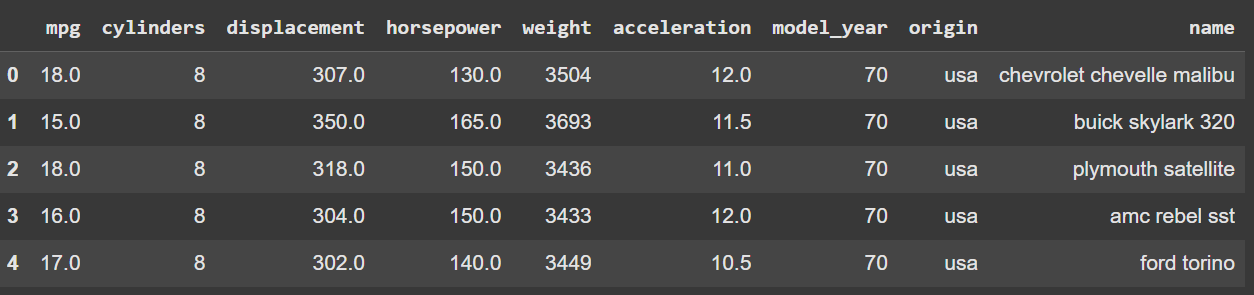 mpg cylinders displacement horsepower weight acceleration model_year origin name
0 18.0 8 307.0 130.0 3504 12.0 70 usa chevrolet chevelle malibu
1 15.0 8 350.0 165.0 3693 11.5 70 usa buick skylark 320
2 18.0 8 318.0 150.0 3436 11.0 70 usa plymouth satellite
3 16.0 8 304.0 150.0 3433 12.0 70 usa amc rebel sst
4 17.0 8 302.0 140.0 3449 10.5 70 usa ford torino